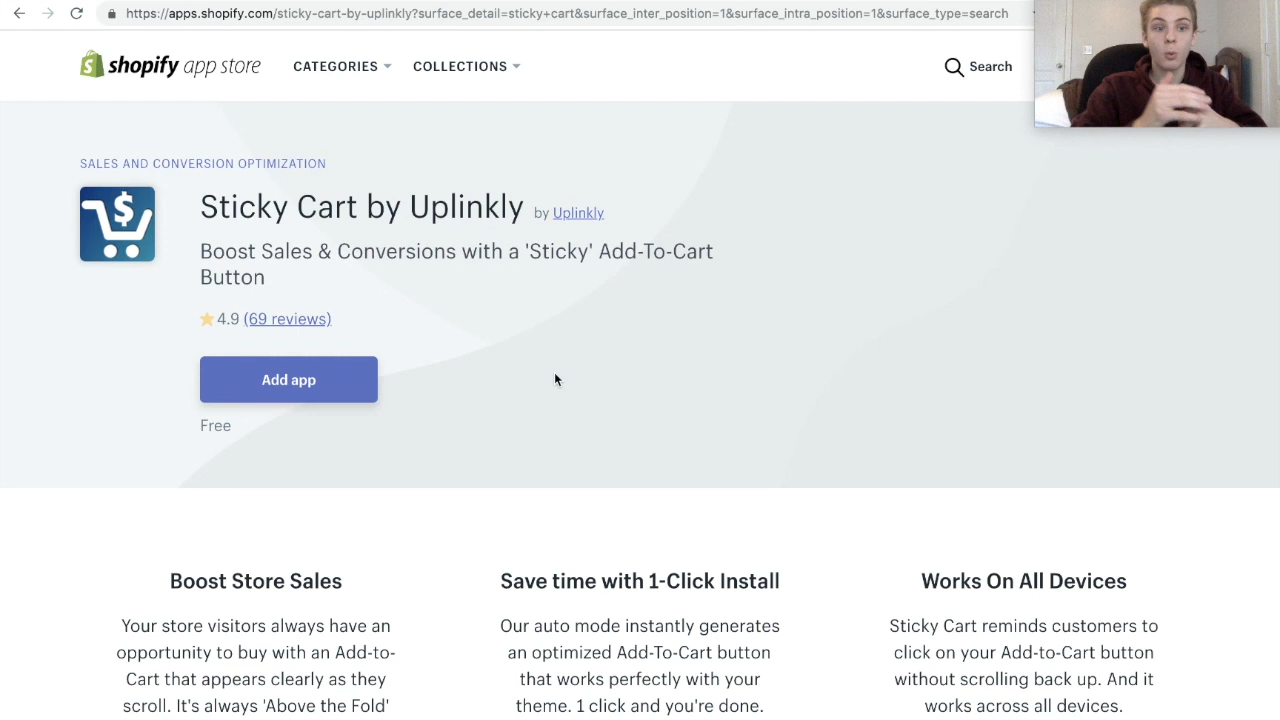 https://apps.shopify.com/sticky-cart-by-uplinkly?surface_detail=sticky+cart&surface_inter_position=1&surface_intra_position=1&surface_type=search
shopify app store
CATEGORIES
COLLECTIONS
Search
SALES AND CONVERSION OPTIMIZATION
$
Sticky Cart by Uplinkly by Uplinkly
Boost Sales & Conversions with a 'Sticky' Add-To-Cart
Button
4.9 (69 reviews)
Add app
Free
Boost Store Sales
Your store visitors always have an
opportunity to buy with an Add-to-
Cart that appears clearly as they
scroll. It's always 'Above the Fold'
Save time with 1-Click Install
Our auto mode instantly generates
an optimized Add-To-Cart button
that works perfectly with your
theme. 1 click and you're done.
Works On All Devices
Sticky Cart reminds customers to
click on your Add-to-Cart button
without scrolling back up. And it
works across all devices.